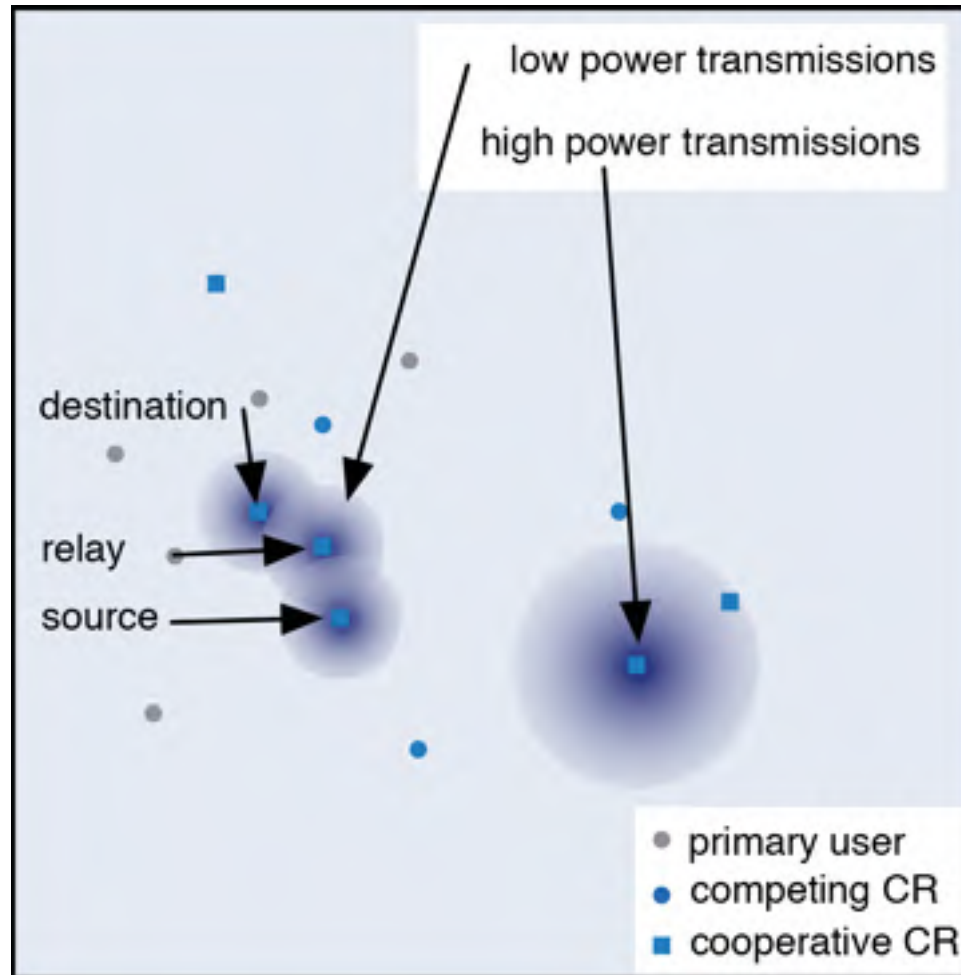 low power transmissions
high power transmissions
destination
relay
source
primary user
competing CR
cooperative CR